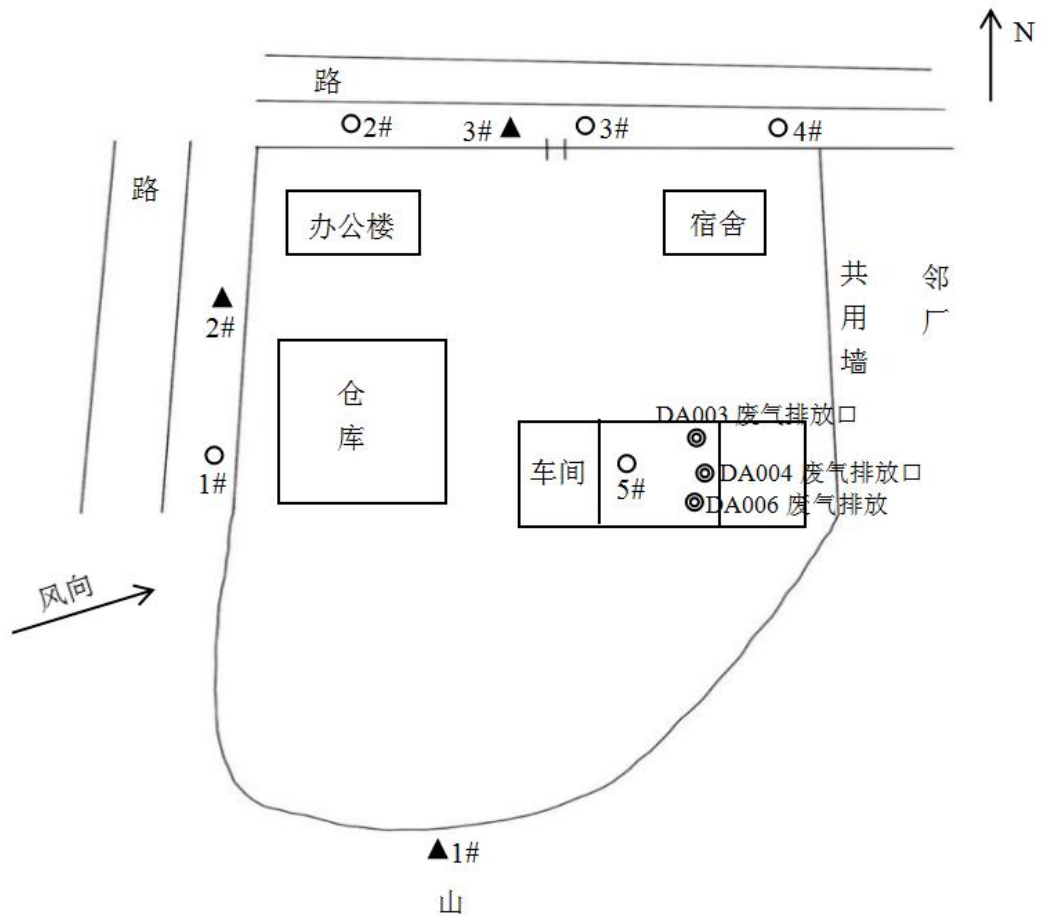 N
路
2#
3#
3#
4#
路
办公楼
宿舍
共用墙
邻厂
2#
仓库
DA003 废气排放口
1#
车间
5#
DA004 废气排放口
DA006 废气排放
风向
1#
山